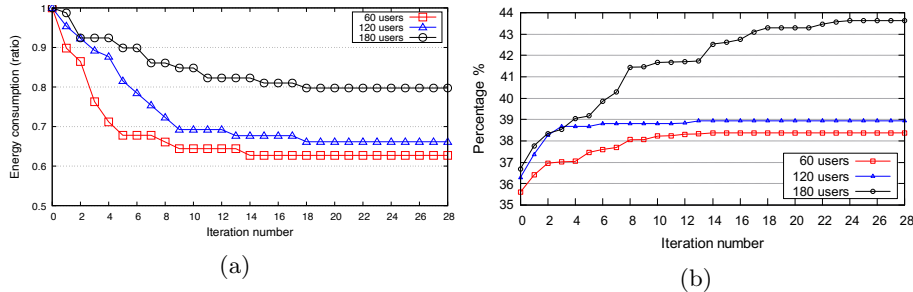 Energy consumption (ratio)
1
0.9
0.8
0.7
0.6
0.5
60 users
120 users
180 users
0 2 4 6 8 10 12 14 16 18 20 22 24 26 28
Iteration number
(a)
Percentage %
44
43
42
41
40
39
38
37
36
35
60 users
120 users
180 users
0 2 4 6 8 10 12 14 16 18 20 22 24 26 28
Iteration number
(b)